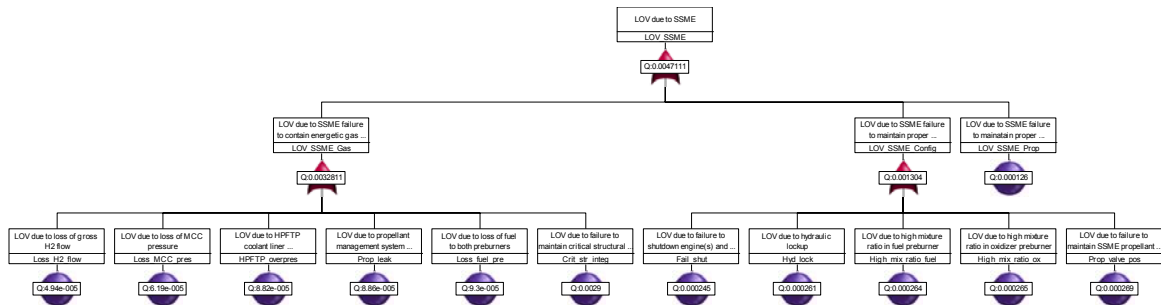 LOV due to SSME
LOV_SSME
Q:0.0047111
LOV due to SSME failure
to contain energetic gas ...
LOV_SSME_Gas
Q:0.0032811
LOV due to SSME failure
to maintain proper ...
LOV_SSME_Config
Q:0.001304
LOV due to SSME failure
to mainatain proper ...
LOV_SSME_Prop
Q:0.000126
LOV due to loss of gross
H2 flow
Loss_H2_flow
Q:4.94e-005
LOV due to loss of MCC
pressure
Loss_MCC_pres
Q:6.19e-005
LOV due to HPFTP
coolant liner ...
HPFTP_overpres
Q:8.82e-005
LOV due to propellant
management system ...
Prop_leak
Q:8.86e-005
LOV due to loss of fuel
to both preburners
Loss_fuel_pre
Q:9.3e-005
LOV due to failure to
maintain critical structural ...
Crit_str_integ
Q:0.0029
LOV due to failure to
shutdown engine(s) and ...
Fail_shut
Q:0.000245
LOV due to hydraulic
lockup
Hyd_lock
Q:0.000261
LOV due to high mixture
ratio in fuel preburner
High_mix_ratio_fuel
Q:0.000264
LOV due to high mixture
ratio in oxidizer preburner
High_mix_ratio_ox
Q:0.000265
LOV due to failure to
maintain SSME propellant ...
Prop_valve_pos
Q:0.000269